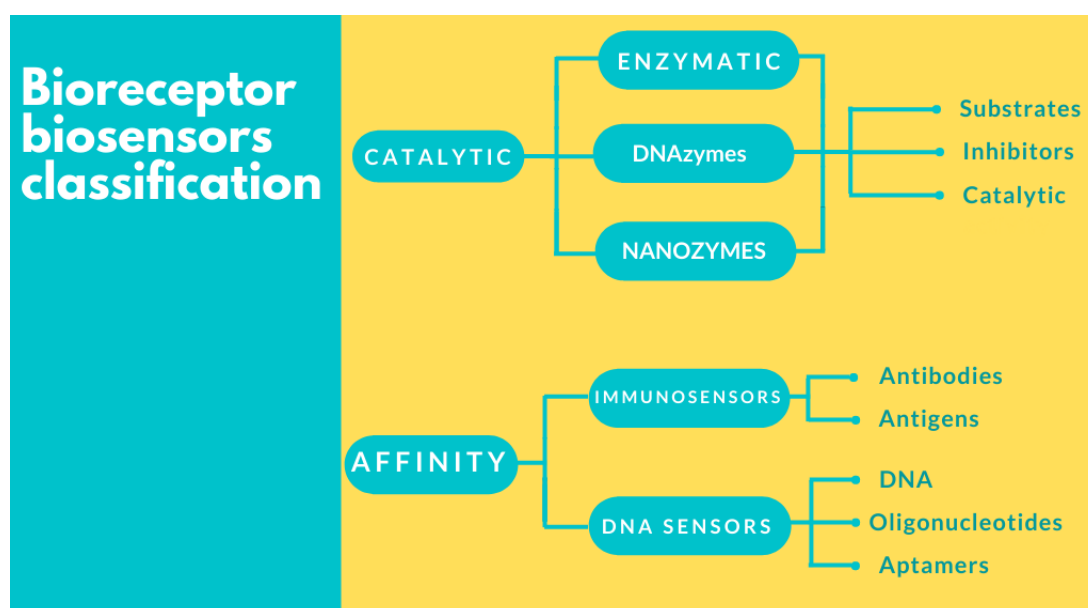 Bioreceptor
biosensors
classification
CATALYTIC
ENZYMATIC
DNAzymes
NANOZYMES
Substrates
Inhibitors
Catalytic
AFFINITY
IMMUNOSENSORS
DNA SENSORS
Antibodies
Antigens
DNA
Oligonucleotides
Aptamers